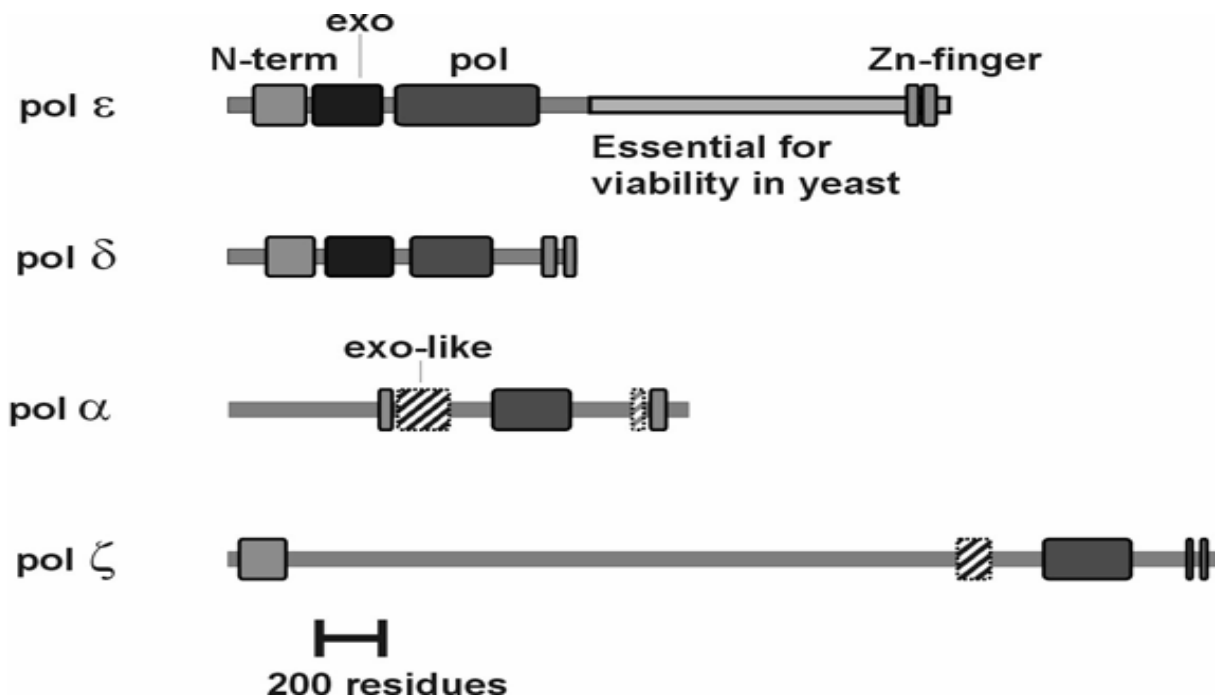 exo
N-term pol Zn-finger
pol ε
Essential for
viability in yeast
pol δ
exo-like
pol α
pol ζ
200 residues